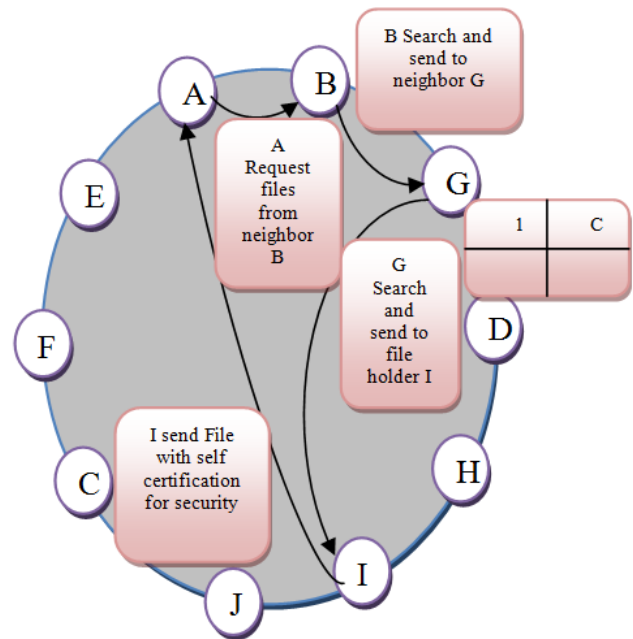 A
B
B Search and
send to
neighbor G
G
A
Request
files
from
neighbor
B
1 C
E
G
Search
and
send to
file
holder I
D
F
I send File
with self
certification
for security
C
H
I
J